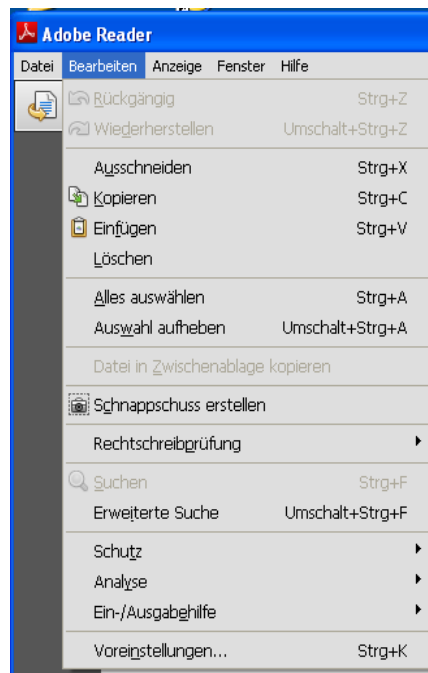 Adobe Reader
Datei Bearbeiten Anzeige Fenster Hilfe
Rückgängig Strg+Z
Wiederherstellen Umschalt+Strg+Z
Ausschneiden Strg+X
Kopieren Strg+C
Einfügen Strg+V
Löschen
Alles auswählen Strg+A
Auswahl aufheben Umschalt+Strg+A
Datei in Zwischenablage kopieren
Schnappschuss erstellen
Rechtschreibprüfung
Suchen Strg+F
Erweiterte Suche Umschalt+Strg+F
Schutz
Analyse
Ein-/Ausgabehilfe
Voreinstellungen... Strg+K